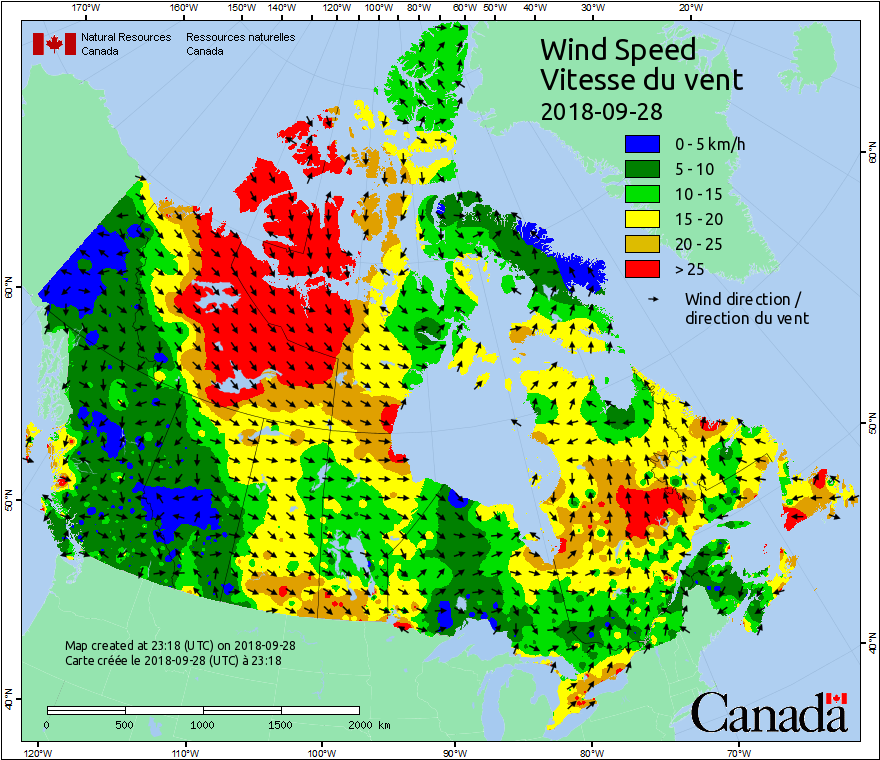 170°W 160°W 150°W 140°W 130°W 120°W 110°W 100°W 80°W 60°W 50°W 40°W 30°W 20°W
Natural Resources Ressources naturelles
Canada Canada
Wind Speed
Vitesse du vent
2018-09-28
0 - 5 km/h
5 - 10
10 - 15
15 - 20
20 - 25
> 25
Wind direction /
direction du vent
60°N
60°N
50°N
50°N
40°N
40°N
Map created at 23:18 (UTC) on 2018-09-28
Carte créée le 2018-09-28 (UTC) à 23:18
0 500 1000 1500 2000 km
Canada
120°W 110°W 100°W 90°W 80°W 70°W